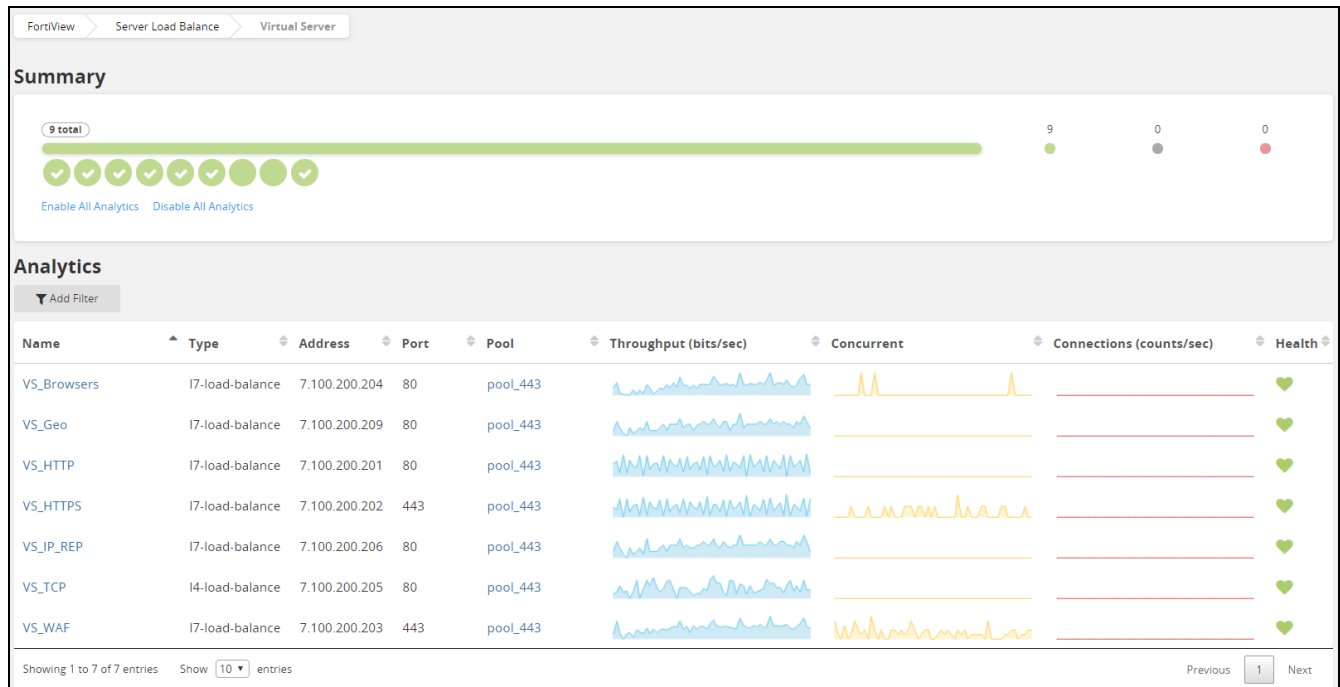 FortiView Server Load Balance Virtual Server
Summary
9 total
9 0 0
Enable All Analytics Disable All Analytics
Analytics
Add Filter
Name Type Address Port Pool Throughput (bits/sec) Concurrent Connections (counts/sec) Health
VS_Browsers l7-load-balance 7.100.200.204 80 pool_443
VS_Geo l7-load-balance 7.100.200.209 80 pool_443
VS_HTTP l7-load-balance 7.100.200.201 80 pool_443
VS_HTTPS l7-load-balance 7.100.200.202 443 pool_443
VS_IP_REP l7-load-balance 7.100.200.206 80 pool_443
VS_TCP l4-load-balance 7.100.200.205 80 pool_443
VS_WAF l7-load-balance 7.100.200.203 443 pool_443
Showing 1 to 7 of 7 entries Show 10 entries Previous 1 Next